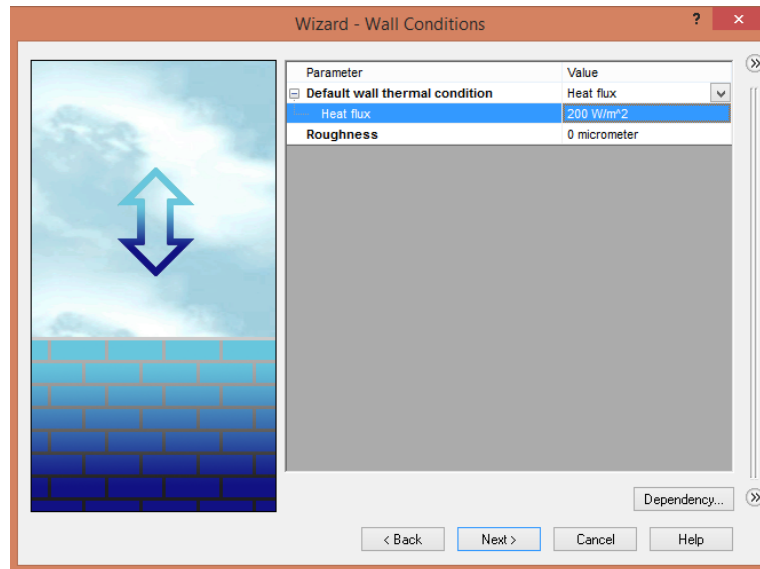 Wizard - Wall Conditions ? ×
Parameter Value
Default wall thermal condition Heat flux
Heat flux 200 W/m^2
Roughness 0 micrometer
Dependency...
< Back Next > Cancel Help